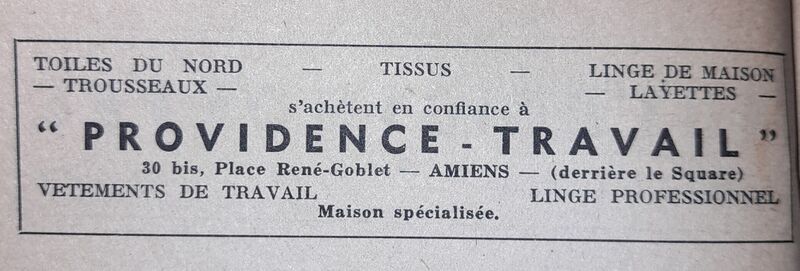 TOILES DU NORD — TISSUS — LINGE DE MAISON
— TROUSSEAUX — — LAYETTES —
s'achètent en confiance à
“ PROVIDENCE - TRAVAIL ”
30 bis, Place René-Goblet — AMIENS — (derrière le Square)
VETEMENTS DE TRAVAIL LINGE PROFESSIONNEL
Maison spécialisée.